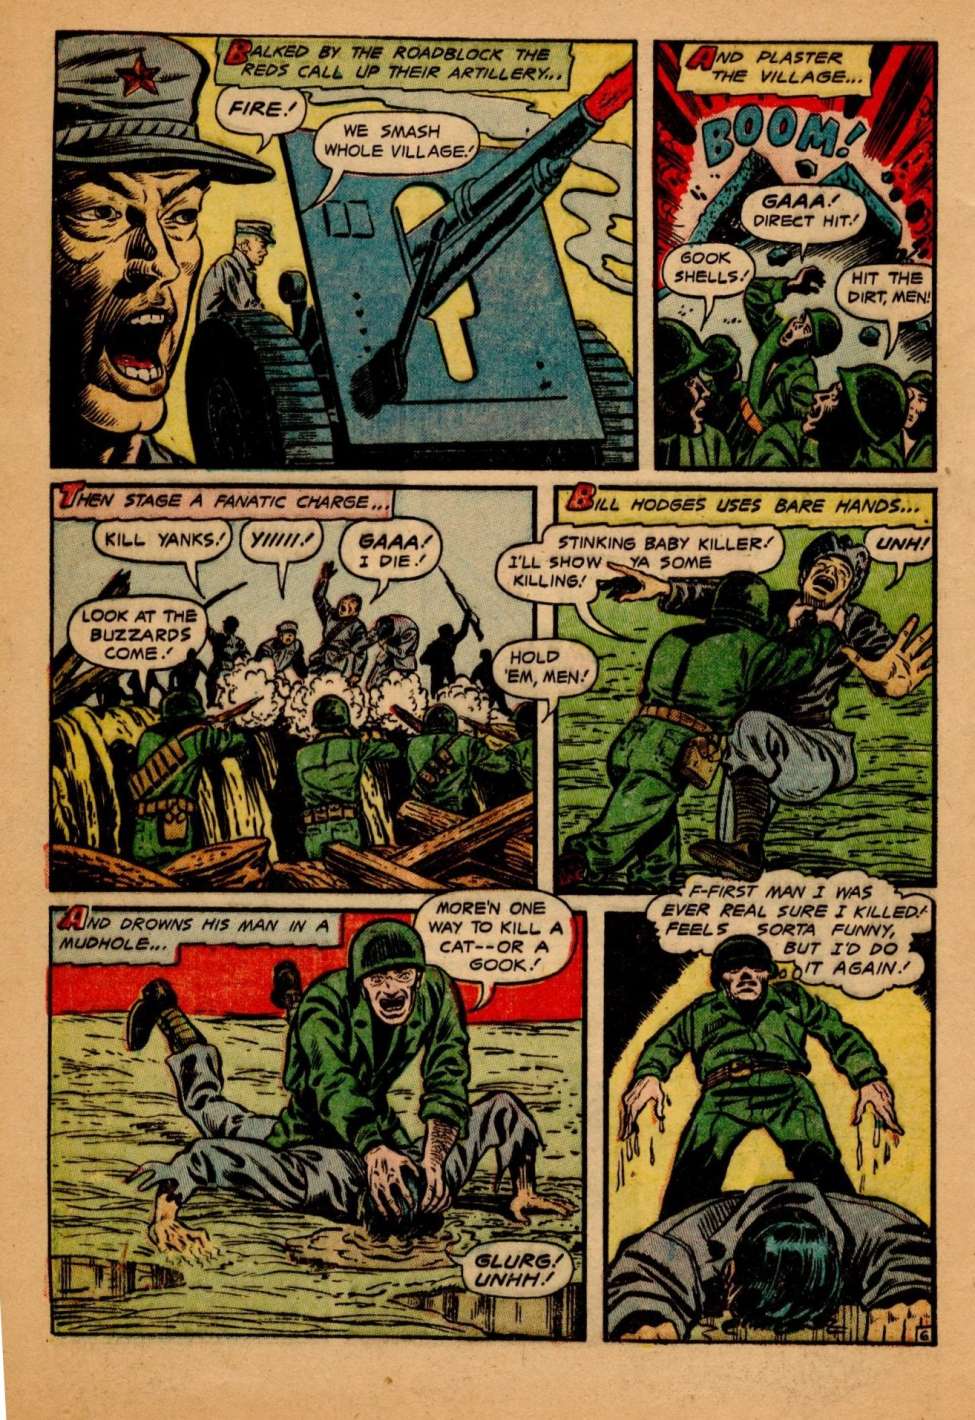 BALKED BY THE ROADBLOCK THE
REDS CALL UP THEIR ARTILLERY...
FIRE!
WE SMASH
WHOLE VILLAGE!
AND PLASTER
THE VILLAGE...
BOOM!
GAAA!
DIRECT HIT!
GOOK
SHELLS!
HIT THE
DIRT, MEN!
THEN STAGE A FANATIC CHARGE...
KILL YANKS!
YIIIII!
GAAA!
I DIE!
LOOK AT THE
BUZZARDS
COME!
HOLD
'EM, MEN!
BILL HODGES USES BARE HANDS...
STINKING BABY KILLER!
I'LL SHOW YA SOME
KILLING!
UNH!
AND DROWNS HIS MAN IN A
MUDHOLE...
MORE'N ONE
WAY TO KILL A
CAT--OR A
GOOK!
GLURG!
UNHH!
F-FIRST MAN I WAS
EVER REAL SURE I KILLED!
FEELS SORTA FUNNY,
BUT I'D DO
IT AGAIN!
6